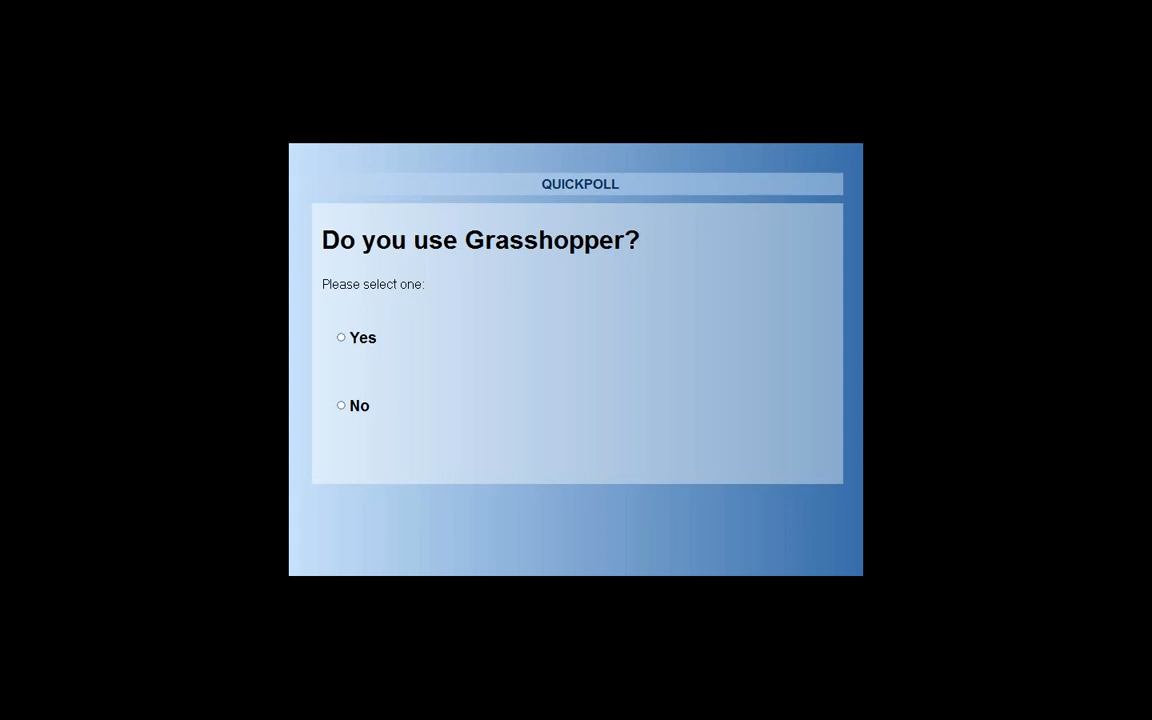 QUICKPOLL
Do you use Grasshopper?
Please select one:
Yes
No